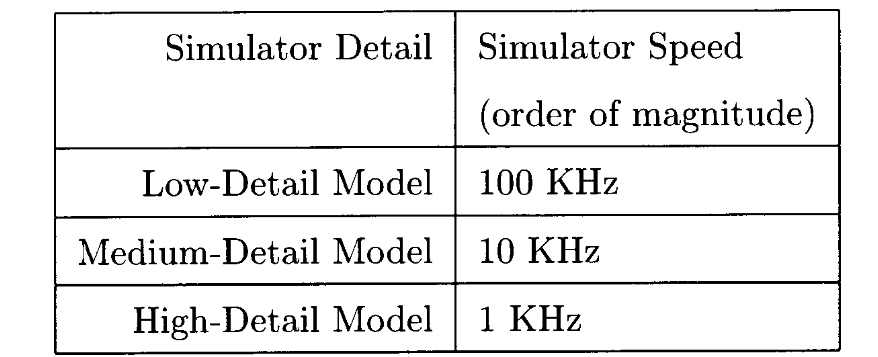 Simulator Detail Simulator Speed
(order of magnitude)
Low-Detail Model 100 KHz
Medium-Detail Model 10 KHz
High-Detail Model 1 KHz